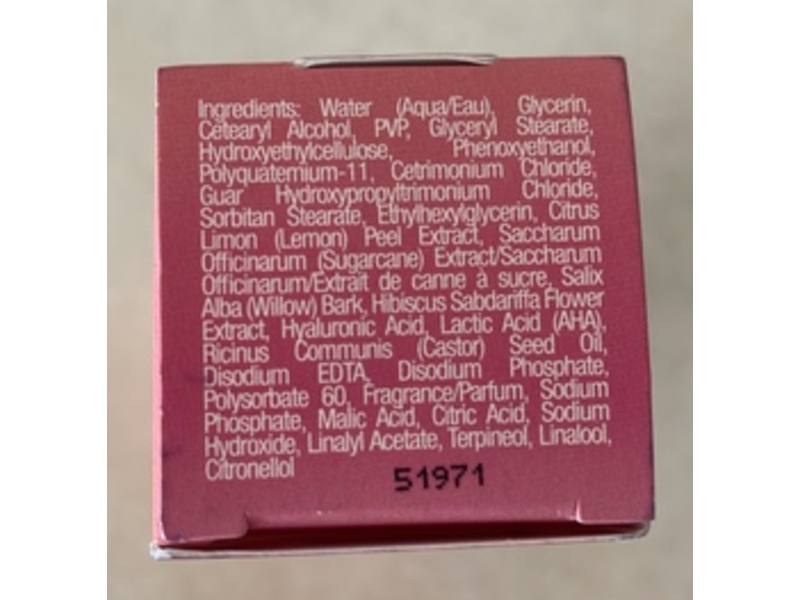 Ingredients: Water (Aqua/Eau), Glycerin,
Cetearyl Alcohol, PVP, Glyceryl Stearate,
Hydroxyethylcellulose, Phenoxyethanol,
Polyquaternium-11, Cetrimonium Chloride,
Guar Hydroxypropyltrimonium Chloride,
Sorbitan Stearate, Ethylhexylglycerin, Citrus
Limon (Lemon) Peel Extract, Saccharum
Officinarum (Sugarcane) Extract/Saccharum
Officinarum/Extrait de canne à sucre, Salix
Alba (Willow) Bark, Hibiscus Sabdariffa Flower
Extract, Hyaluronic Acid, Lactic Acid (AHA),
Ricinus Communis (Castor) Seed Oil,
Disodium EDTA, Disodium Phosphate,
Polysorbate 60, Fragrance/Parfum, Sodium
Phosphate, Malic Acid, Citric Acid, Sodium
Hydroxide, Linalyl Acetate, Terpineol, Linalool,
Citronellol
51971